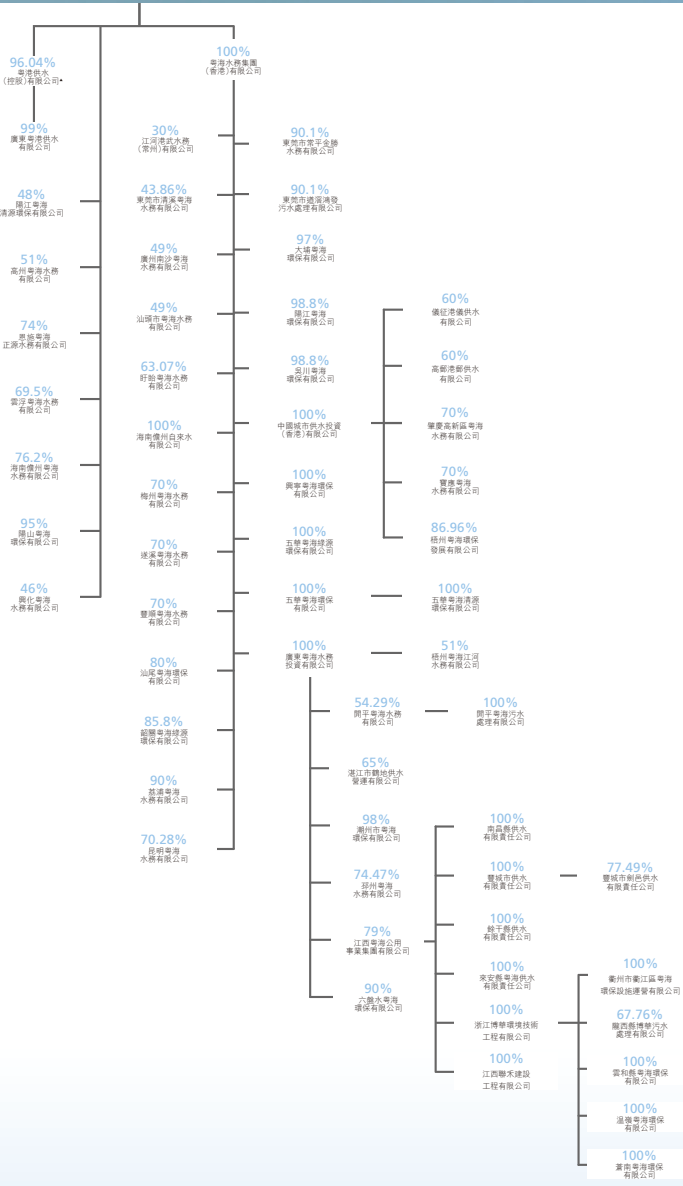 96.04%
粵港供水
(控股)有限公司▲
99%
廣東粵港供水
有限公司
48%
陽江粵海
清源環保有限公司
51%
高州粵海水務
有限公司
74%
恩施粵海
正源水務有限公司
69.5%
雲浮粵海水務
有限公司
76.2%
海南儋州粵海
水務有限公司
95%
陽山粵海
環保有限公司
46%
興化粵海
水務有限公司
100%
粵海水務集團
(香港)有限公司
30%
江河港武水務
(常州)有限公司
43.86%
東莞市清溪粵海
水務有限公司
49%
廣州南沙粵海
水務有限公司
49%
汕頭市粵海水務
有限公司
63.07%
盱眙粵海水務
有限公司
100%
海南儋州自來水
有限公司
70%
梅州粵海水務
有限公司
70%
遂溪粵海水務
有限公司
70%
豐順粵海水務
有限公司
80%
汕尾粵海環保
有限公司
85.8%
韶關粵海綠源
環保有限公司
90%
荔浦粵海
水務有限公司
70.28%
昆明粵海
水務有限公司
90.1%
東莞市常平金勝
水務有限公司
90.1%
東莞市道滘鴻發
污水處理有限公司
97%
大埔粵海
環保有限公司
98.8%
陽江粵海
環保有限公司
98.8%
吳川粵海
環保有限公司
100%
中國城市供水投資
(香港)有限公司
100%
興寧粵海環保
有限公司
100%
五華粵海綠源
環保有限公司
100%
五華粵海環保
有限公司
100%
廣東粵海水務
投資有限公司
60%
儀征港儀供水
有限公司
60%
高郵港郵供水
有限公司
70%
肇慶高新區粵海
水務有限公司
70%
寶應粵海
水務有限公司
86.96%
梧州粵海環保
發展有限公司
100%
五華粵海清源
環保有限公司
51%
梧州粵海江河
水務有限公司
54.29%
開平粵海水務
有限公司
100%
開平粵海污水
處理有限公司
65%
湛江市鶴地供水
營運有限公司
98%
潮州市粵海
環保有限公司
74.47%
邳州粵海
水務有限公司
79%
江西粵海公用
事業集團有限公司
90%
六盤水粵海
環保有限公司
100%
南昌縣供水
有限責任公司
100%
豐城市供水
有限責任公司
77.49%
豐城市劍邑供水
有限責任公司
100%
餘干縣供水
有限責任公司
100%
來安縣粵海供水
有限責任公司
100%
浙江博華環境技術
工程有限公司
100%
江西聯禾建設
工程有限公司
100%
衢州市衢江區粵海
環保設施運營有限公司
67.76%
隴西縣博華污水
處理有限公司
100%
雲和縣粵海環保
有限公司
100%
溫嶺粵海環保
有限公司
100%
蒼南粵海環保
有限公司